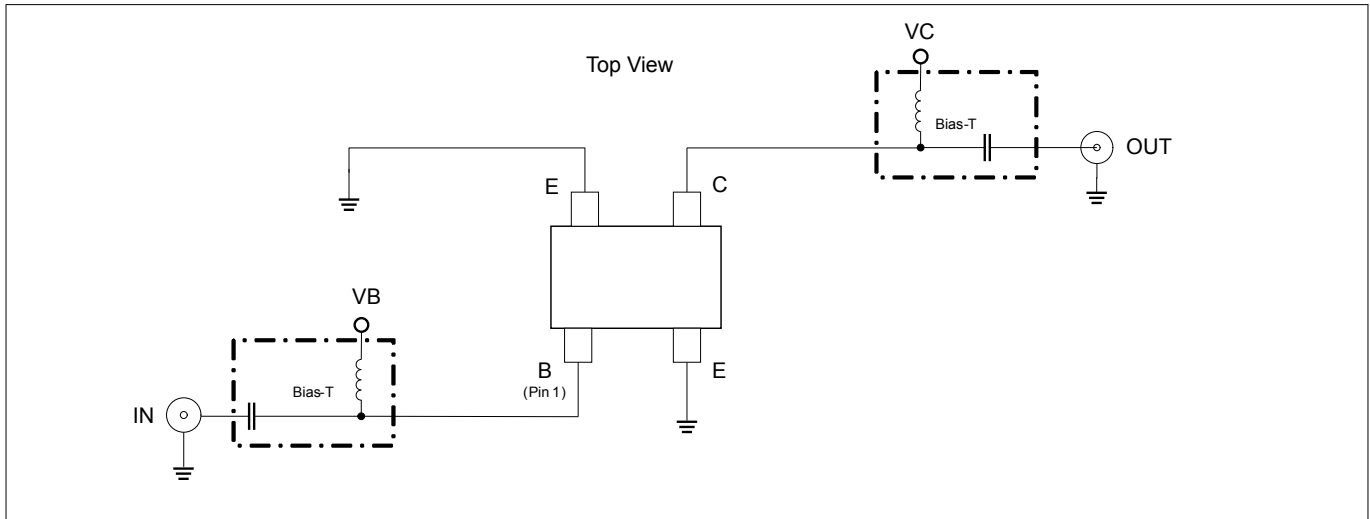 VC
Top View
Bias-T
OUT
E
C
VB
B
E
(Pin 1)
Bias-T
IN